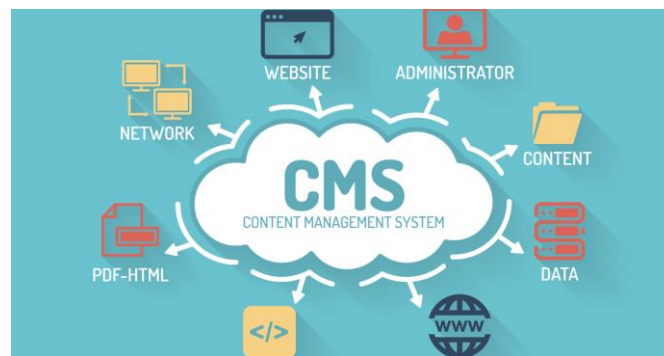 WEBSITE
ADMINISTRATOR
NETWORK
CONTENT
CMS
CONTENT MANAGEMENT SYSTEM
PDF-HTML
DATA
</>
WWW